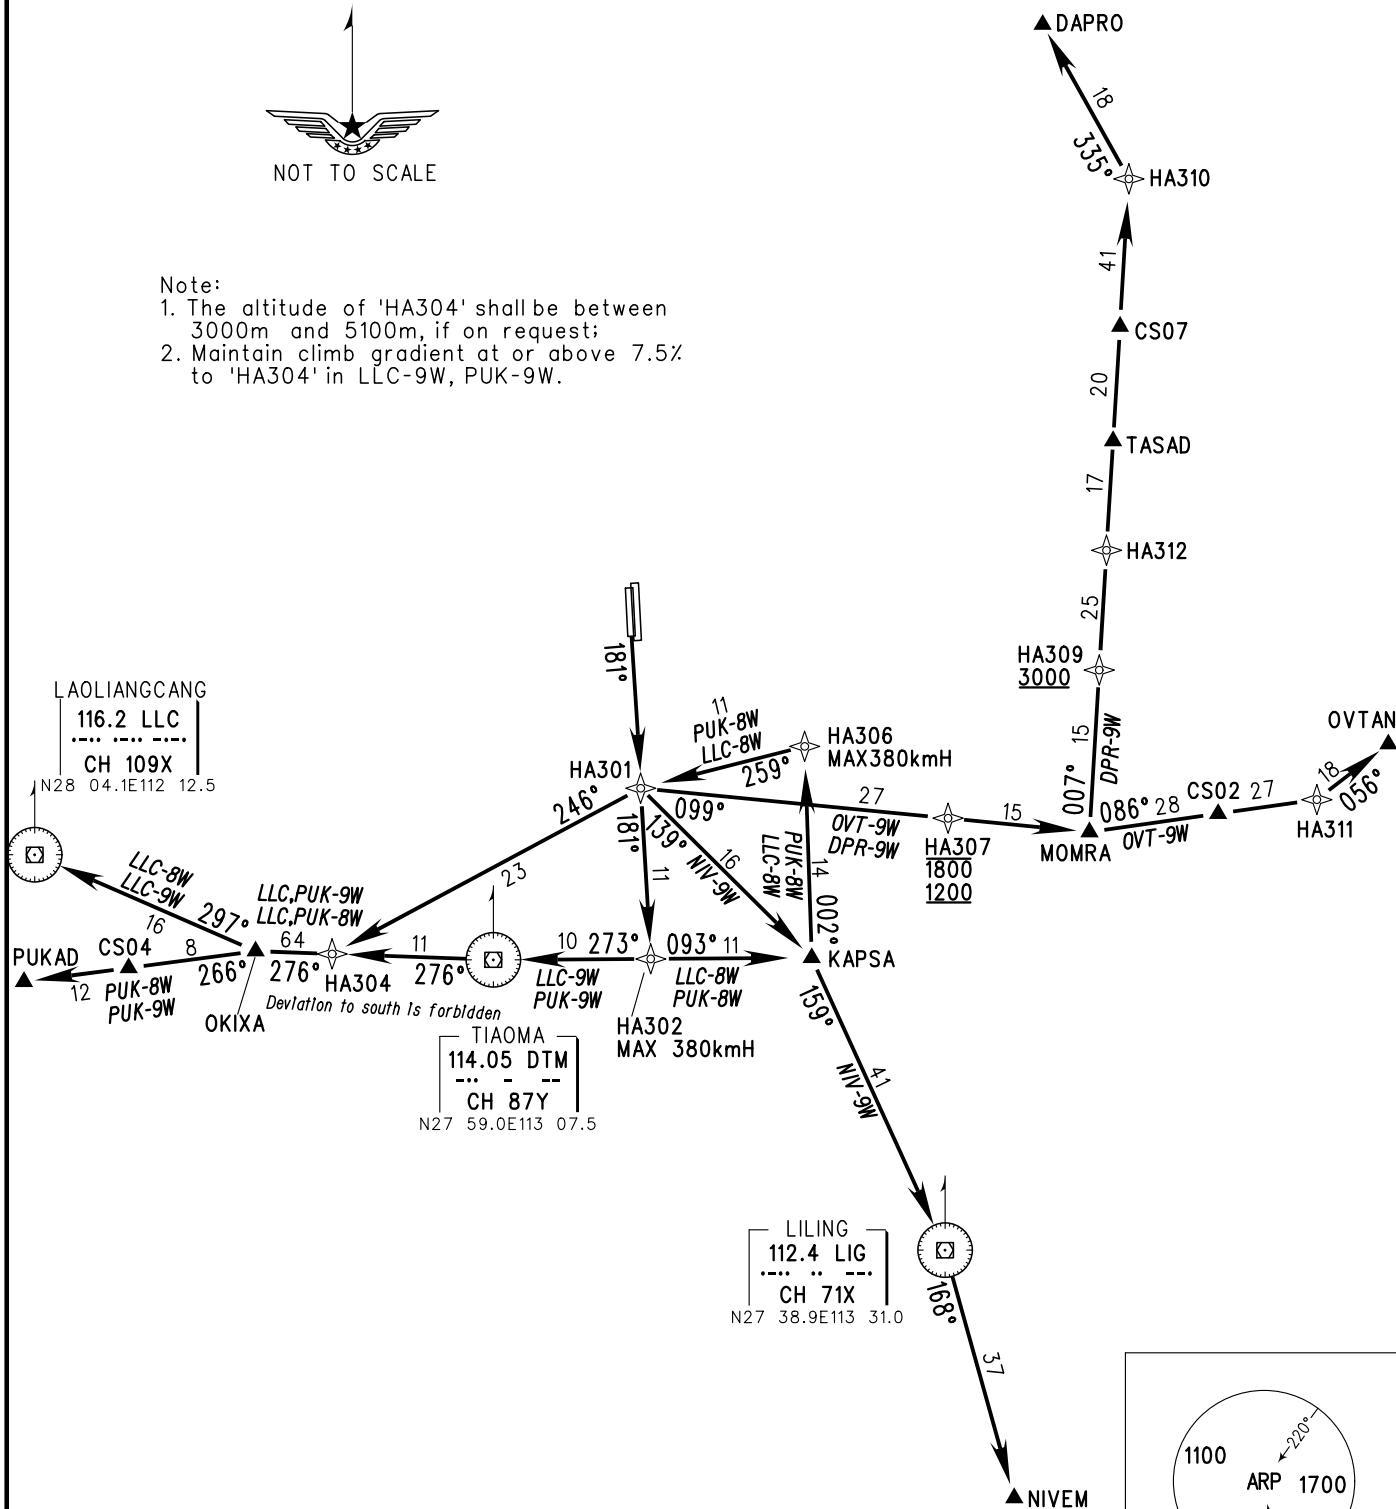 DAPRO
18
335°
HA310
NOT TO SCALE
41
Note:
1. The altitude of 'HA304' shall be between
3000m and 5100m, if on request;
2. Maintain climb gradient at or above 7.5%
to 'HA304' in LLC-9W, PUK-9W.
CS07
20
TASAD
17
HA312
25
181°
HA309
3000
LAOLIANGCANG
116.2 LLC
CH 109X
N28 04.1E112 12.5
11
PUK-8W
LLC-8W
259°
HA306
MAX380kmH
15
DPR-9W
007°
OVTAN
HA301
246°
181°
139°
099°
27
OVT-9W
DPR-9W
HA307
1800
1200
15
MOMRA
086°
28
OVT-9W
CS02
27
HA311
18
056°
23
11
16
NIV-9W
PUK-8W
LLC-8W
14
002°
LLC-8W
LLC-9W
16
297°
LLC,PUK-9W
LLC,PUK-8W
64
276°
HA304
11
276°
10
273°
LLC-9W
PUK-9W
093°
11
LLC-8W
PUK-8W
KAPSA
PUKAD
12
CS04
8
PUK-8W
PUK-9W
266°
OKIXA
Deviation to south is forbidden
HA302
MAX 380kmH
TIAOMA
114.05 DTM
CH 87Y
N27 59.0E113 07.5
159°
41
NIV-9W
LILING
112.4 LIG
CH 71X
N27 38.9E113 31.0
168°
37
NIVEM
220°
1100
ARP
1700